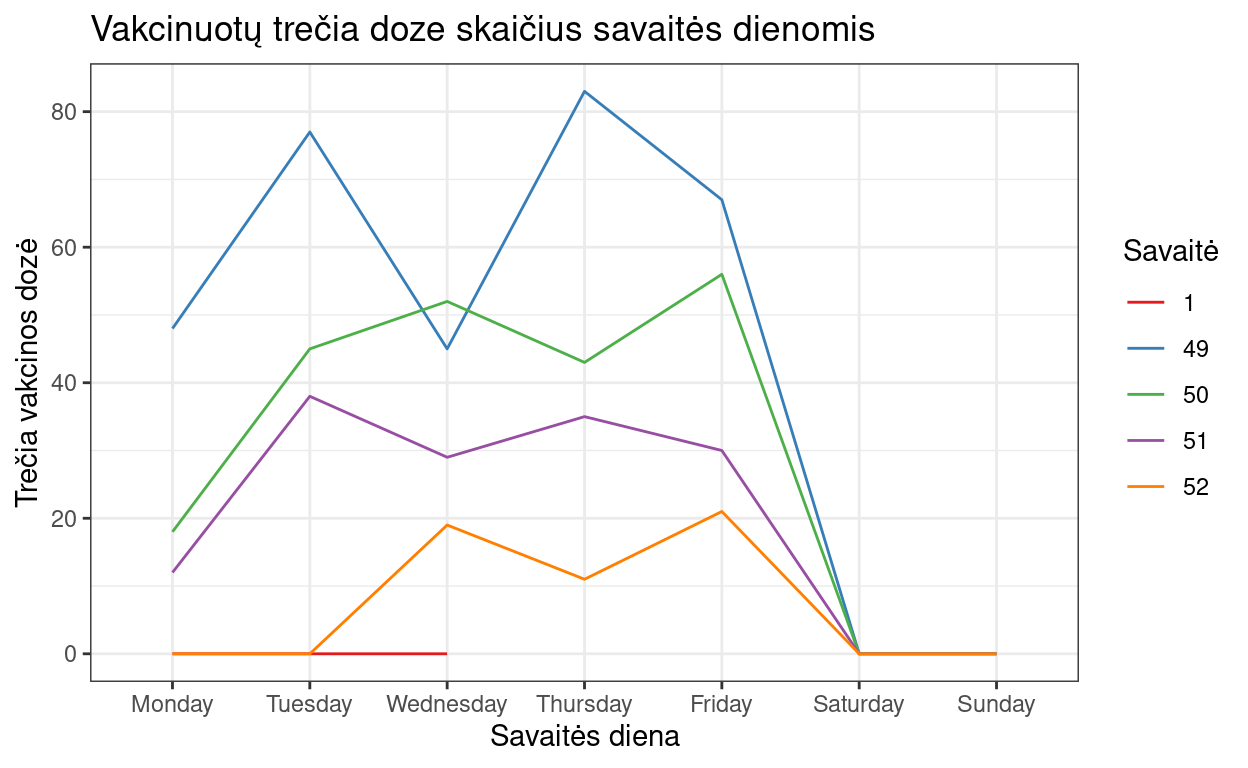 Vakcinuotų trečia doze skaičius savaitės dienomis
Trečia vakcinos dozė
80
60
40
20
0
Monday Tuesday Wednesday Thursday Friday Saturday Sunday
Savaitės diena
Savaitė
1
49
50
51
52